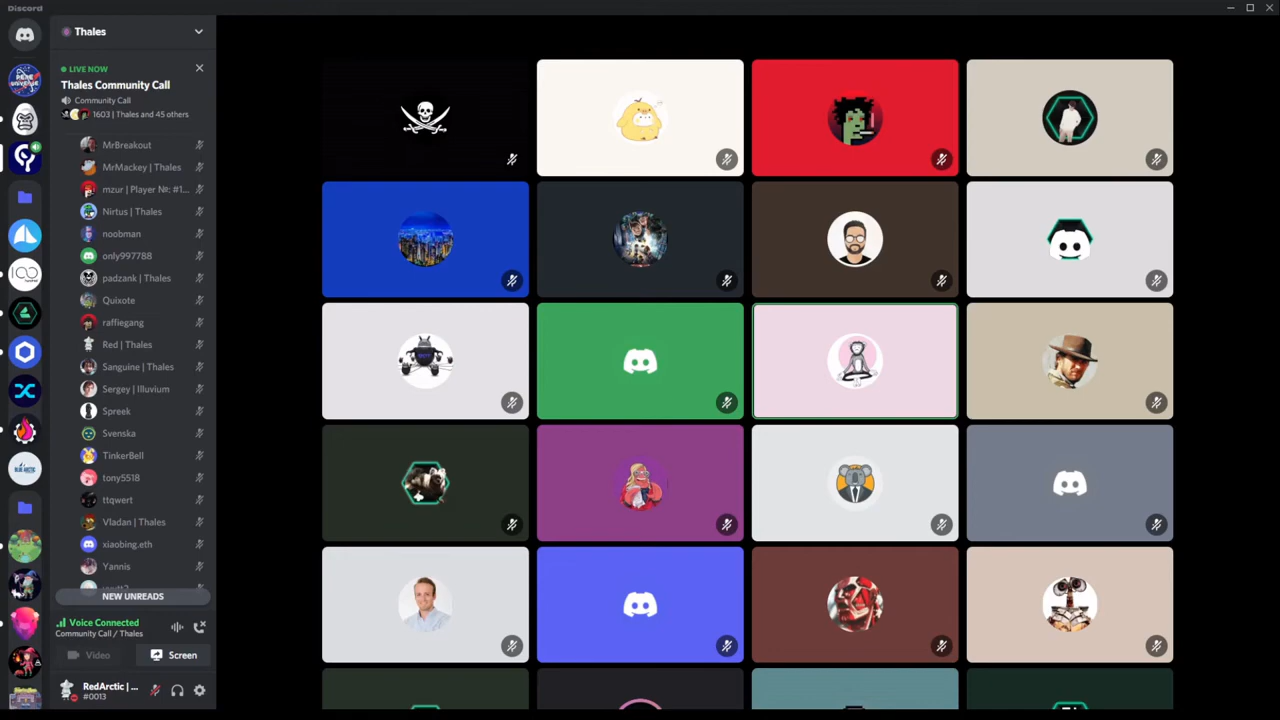 Discord
Thales
LIVE NOW
Thales Community Call
Community Call
1603 | Thales and 45 others
MrBreakout
MrMackey | Thales
mzur | Player №: #1...
Nirtus | Thales
noobman
only997788
padzank | Thales
Quixote
raffiegang
Red | Thales
Sanguine | Thales
Sergey | Illuvium
Spreek
Svenska
TinkerBell
tony5518
ttqwert
Vladan | Thales
xiaobing.eth
Yannis
NEW UNREADS
Voice Connected
Community Call / Thales
Video
Screen
RedArctic | ...
#0013